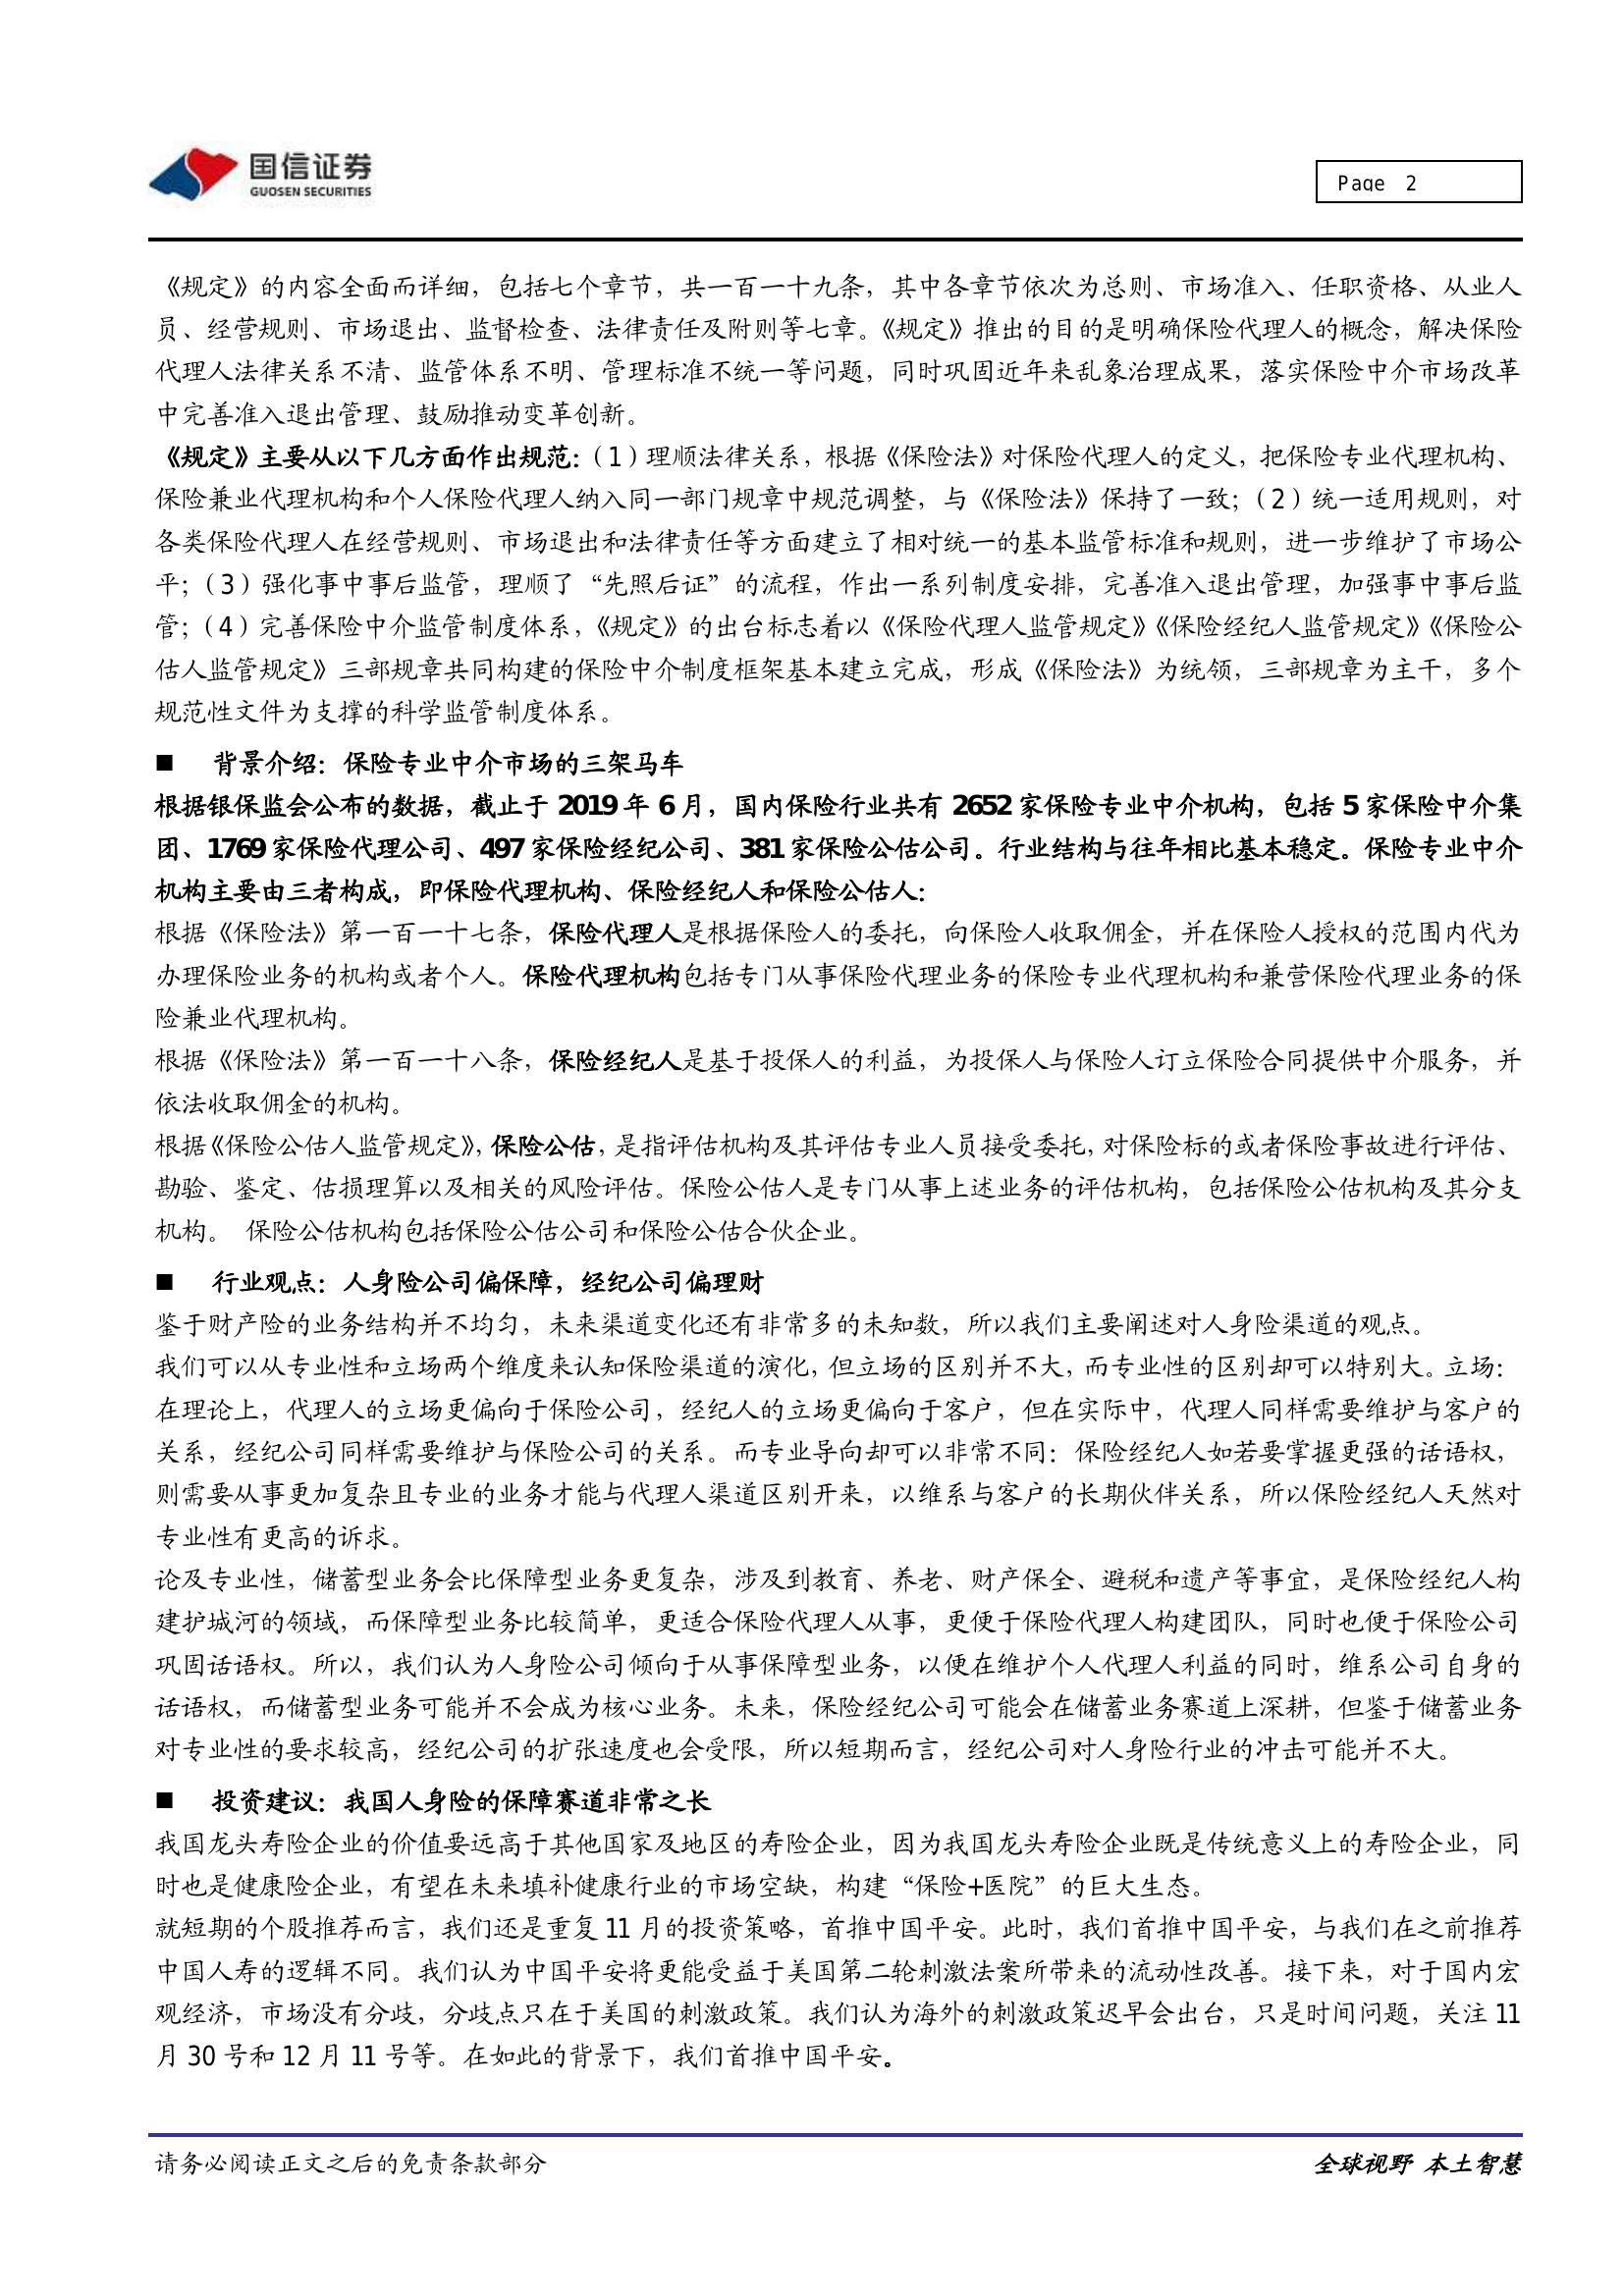 国信证券
GUOSEN SECURITIES
Page 2
《规定》的内容全面而详细，包括七个章节，共一百一十九条，其中各章节依次为总则、市场准入、任职资格、从业人
员、经营规则、市场退出、监督检查、法律责任及附则等七章。《规定》推出的目的是明确保险代理人的概念，解决保险
代理人法律关系不清、监管体系不明、管理标准不统一等问题，同时巩固近年来乱象治理成果，落实保险中介市场改革
中完善准入退出管理、鼓励推动变革创新。
《规定》主要从以下几方面作出规范：（1）理顺法律关系，根据《保险法》对保险代理人的定义，把保险专业代理机构、
保险兼业代理机构和个人保险代理人纳入同一部门规章中规范调整，与《保险法》保持了一致；（2）统一适用规则，对
各类保险代理人在经营规则、市场退出和法律责任等方面建立了相对统一的基本监管标准和规则，进一步维护了市场公
平；（3）强化事中事后监管，理顺了“先照后证”的流程，作出一系列制度安排，完善准入退出管理，加强事中事后监
管；（4）完善保险中介监管制度体系，《规定》的出台标志着以《保险代理人监管规定》《保险经纪人监管规定》《保险公
估人监管规定》三部规章共同构建的保险中介制度框架基本建立完成，形成《保险法》为统领，三部规章为主干，多个
规范性文件为支撑的科学监管制度体系。
■ 背景介绍：保险专业中介市场的三架马车
根据银保监会公布的数据，截止于 2019 年 6 月，国内保险行业共有 2652 家保险专业中介机构，包括 5 家保险中介集
团、1769 家保险代理公司、497 家保险经纪公司、381 家保险公估公司。行业结构与往年相比基本稳定。保险专业中介
机构主要由三者构成，即保险代理机构、保险经纪人和保险公估人：
根据《保险法》第一百一十七条，保险代理人是根据保险人的委托，向保险人收取佣金，并在保险人授权的范围内代为
办理保险业务的机构或者个人。保险代理机构包括专门从事保险代理业务的保险专业代理机构和兼营保险代理业务的保
险兼业代理机构。
根据《保险法》第一百一十八条，保险经纪人是基于投保人的利益，为投保人与保险人订立保险合同提供中介服务，并
依法收取佣金的机构。
根据《保险公估人监管规定》，保险公估，是指评估机构及其评估专业人员接受委托，对保险标的或者保险事故进行评估、
勘验、鉴定、估损理算以及相关的风险评估。保险公估人是专门从事上述业务的评估机构，包括保险公估机构及其分支
机构。 保险公估机构包括保险公估公司和保险公估合伙企业。
■ 行业观点：人身险公司偏保障，经纪公司偏理财
鉴于财产险的业务结构并不均匀，未来渠道变化还有非常多的未知数，所以我们主要阐述对人身险渠道的观点。
我们可以从专业性和立场两个维度来认知保险渠道的演化，但立场的区别并不大，而专业性的区别却可以特别大。立场：
在理论上，代理人的立场更偏向于保险公司，经纪人的立场更偏向于客户，但在实际中，代理人同样需要维护与客户的
关系，经纪公司同样需要维护与保险公司的关系。而专业导向却可以非常不同：保险经纪人如若要掌握更强的话语权，
则需要从事更加复杂且专业的业务才能与代理人渠道区别开来，以维系与客户的长期伙伴关系，所以保险经纪人天然对
专业性有更高的诉求。
论及专业性，储蓄型业务会比保障型业务更复杂，涉及到教育、养老、财产保全、避税和遗产等事宜，是保险经纪人构
建护城河的领域，而保障型业务比较简单，更适合保险代理人从事，更便于保险代理人构建团队，同时也便于保险公司
巩固话语权。所以，我们认为人身险公司倾向于从事保障型业务，以便在维护个人代理人利益的同时，维系公司自身的
话语权，而储蓄型业务可能并不会成为核心业务。未来，保险经纪公司可能会在储蓄业务赛道上深耕，但鉴于储蓄业务
对专业性的要求较高，经纪公司的扩张速度也会受限，所以短期而言，经纪公司对人身险行业的冲击可能并不大。
■ 投资建议：我国人身险的保障赛道非常之长
我国龙头寿险企业的价值要远高于其他国家及地区的寿险企业，因为我国龙头寿险企业既是传统意义上的寿险企业，同
时也是健康险企业，有望在未来填补健康行业的市场空缺，构建“保险+医院”的巨大生态。
就短期的个股推荐而言，我们还是重复 11 月的投资策略，首推中国平安。此时，我们首推中国平安，与我们在之前推荐
中国人寿的逻辑不同。我们认为中国平安将更能受益于美国第二轮刺激法案所带来的流动性改善。接下来，对于国内宏
观经济，市场没有分歧，分歧点只在于美国的刺激政策。我们认为海外的刺激政策迟早会出台，只是时间问题，关注 11
月 30 号和 12 月 11 号等。在如此的背景下，我们首推中国平安。
请务必阅读正文之后的免责条款部分
全球视野 本土智慧